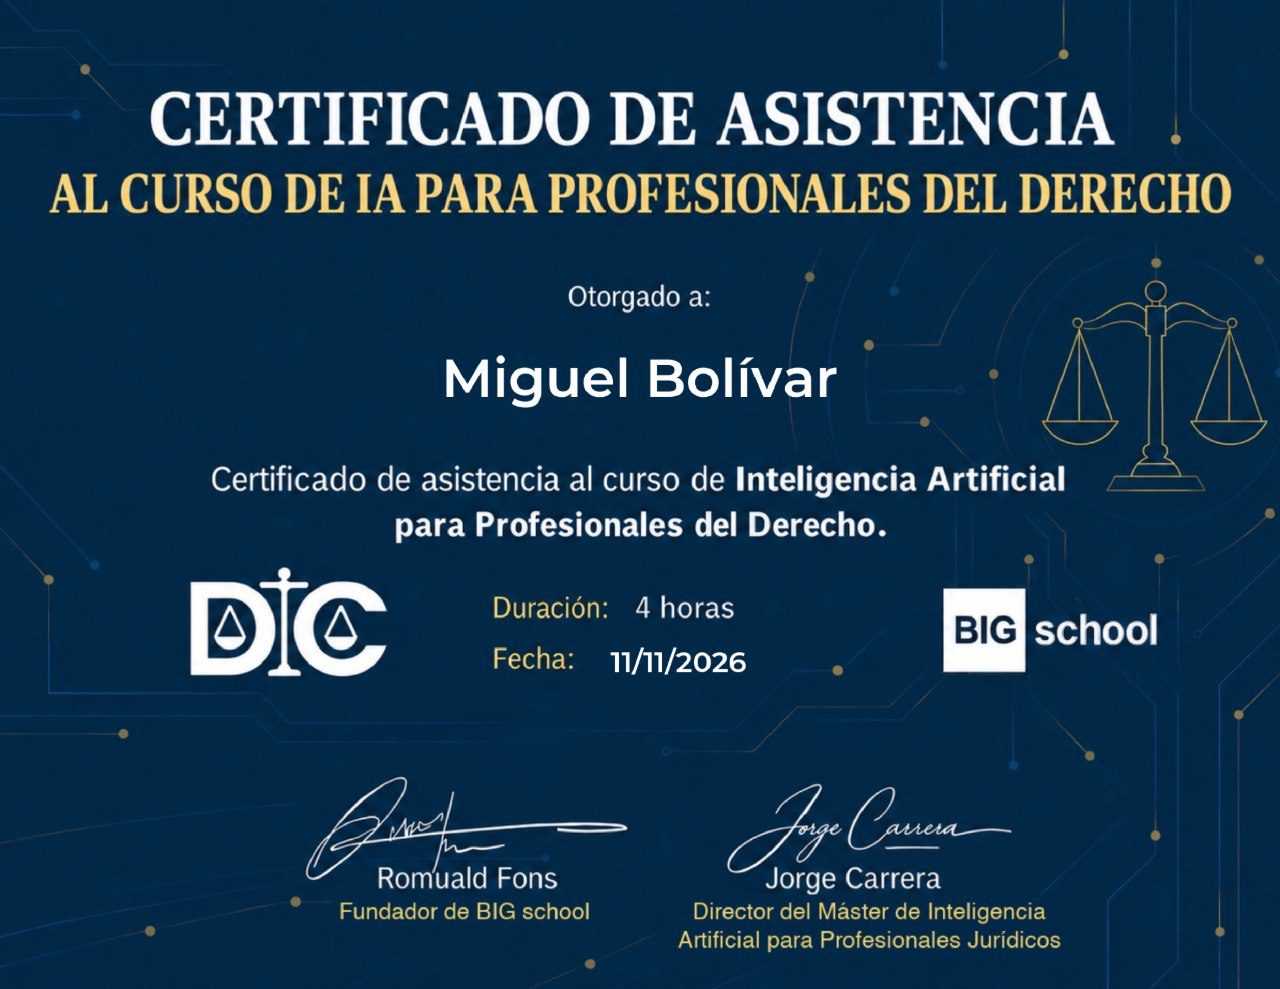 CERTIFICADO DE ASISTENCIA
AL CURSO DE IA PARA PROFESIONALES DEL DERECHO
Otorgado a:
Miguel Bolívar
Certificado de asistencia al curso de Inteligencia Artificial
para Profesionales del Derecho.
DIC
Duración: 4 horas
Fecha: 11/11/2026
BIG school
Jorge Carrera
Romuald Fons
Fundador de BIG school
Jorge Carrera
Director del Máster de Inteligencia
Artificial para Profesionales Jurídicos